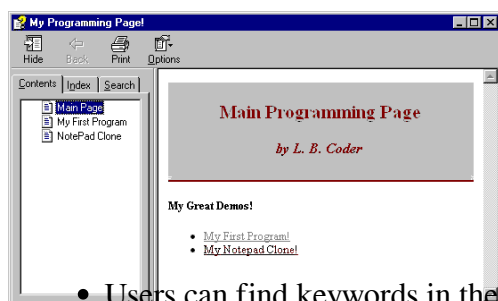 My Programming Page!
Hide Back Print Options
Contents Index Search
Main Page
My First Program
NotePad Clone
Main Programming Page
by L. B. Coder
My Great Demos!
• My First Program!
• My Notepad Clone!
• Users can find keywords in the